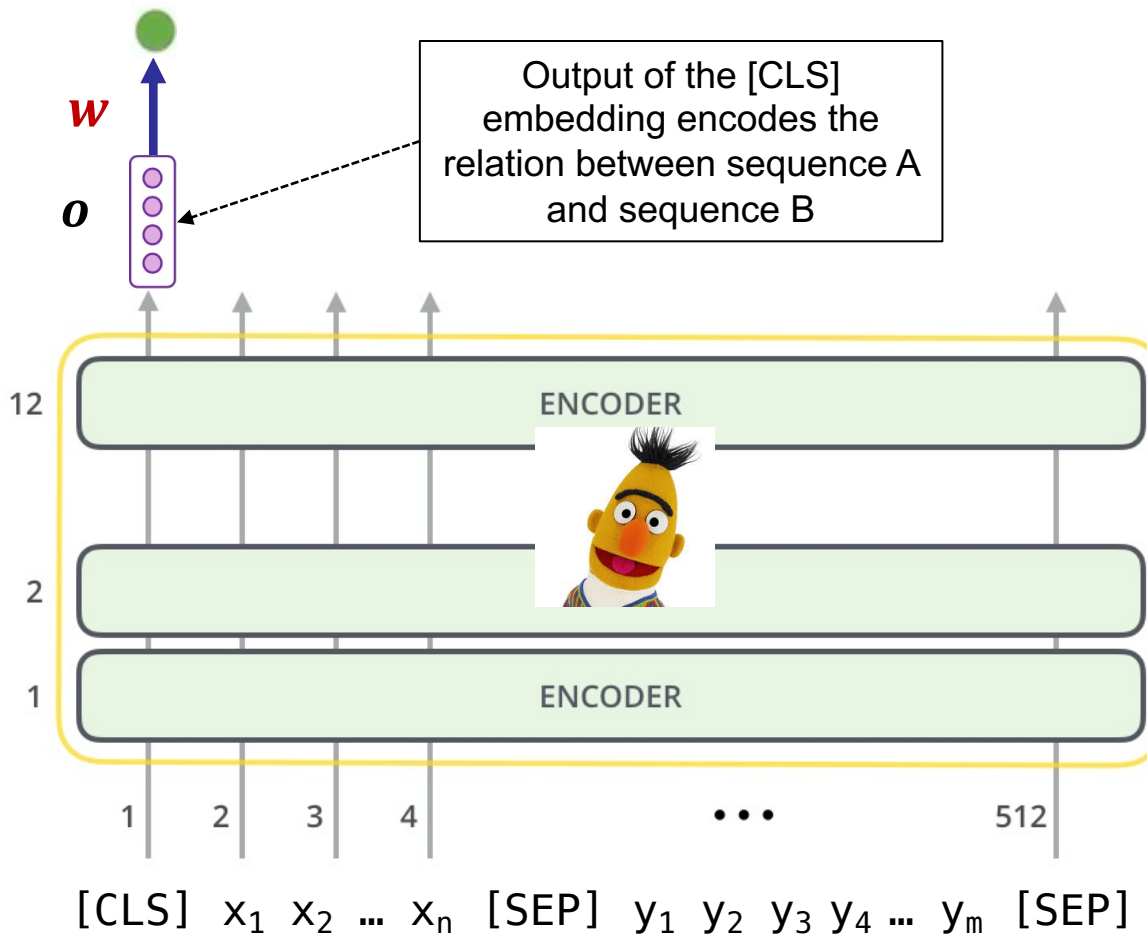 w
Output of the [CLS]
embedding encodes the
relation between sequence A
and sequence B
o
12
ENCODER
2
1
ENCODER
1 2 3 4 ••• 512
[CLS] x₁ x₂ … xₙ [SEP] y₁ y₂ y₃ y₄ … yₘ [SEP]